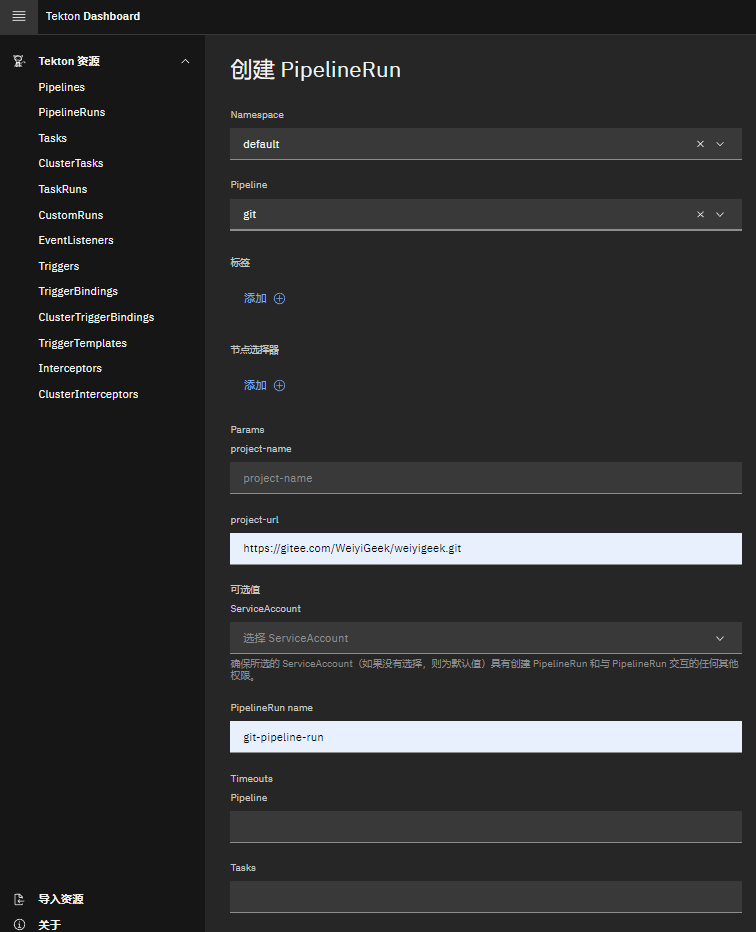 Tekton Dashboard
Tekton 资源
Pipelines
PipelineRuns
Tasks
ClusterTasks
TaskRuns
CustomRuns
EventListeners
Triggers
TriggerBindings
ClusterTriggerBindings
TriggerTemplates
Interceptors
ClusterInterceptors
导入资源
关于
创建 PipelineRun
Namespace
default
Pipeline
git
标签
添加
节点选择器
添加
Params
project-name
project-name
project-url
https://gitee.com/WeiyiGeek/weiyigeek.git
可选值
ServiceAccount
选择 ServiceAccount
确保所选的 ServiceAccount（如果没有选择，则为默认值）具有创建 PipelineRun 和与 PipelineRun 交互的任何其他
权限。
PipelineRun name
git-pipeline-run
Timeouts
Pipeline
Tasks